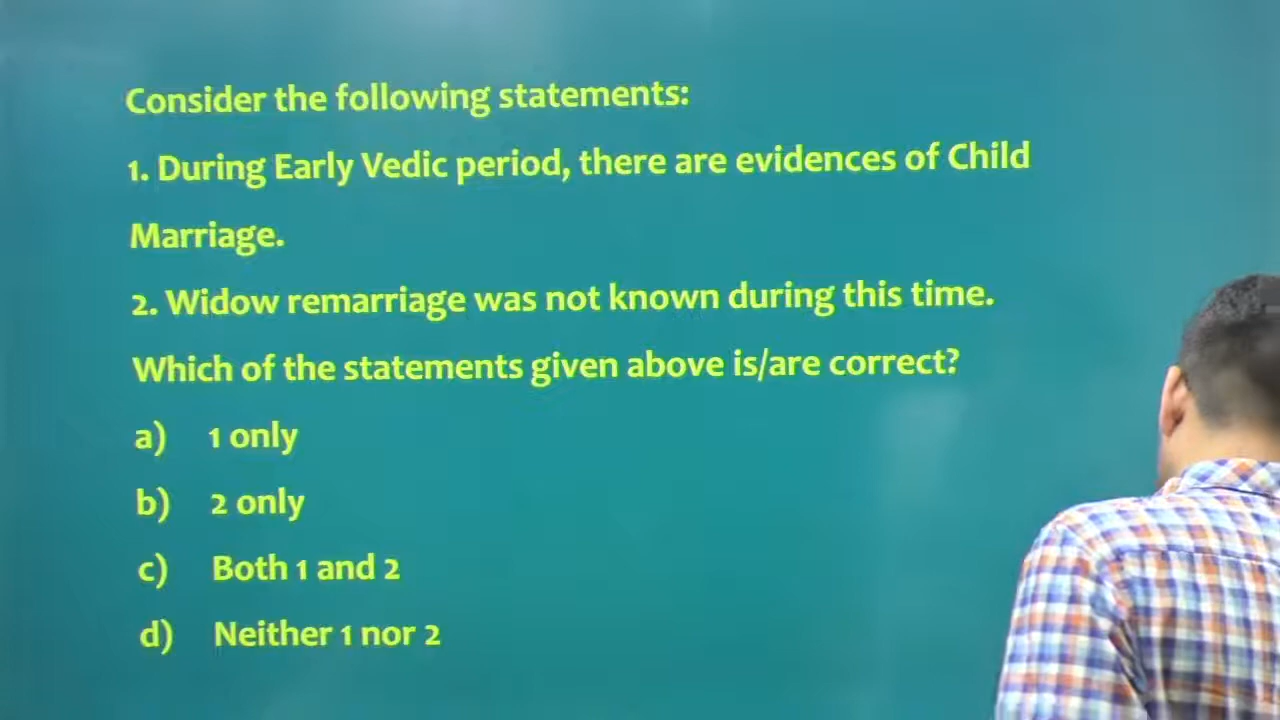 Consider the following statements:
1. During Early Vedic period, there are evidences of Child
Marriage.
2. Widow remarriage was not known during this time.
Which of the statements given above is/are correct?
a) 1 only
b) 2 only
c) Both 1 and 2
d) Neither 1 nor 2